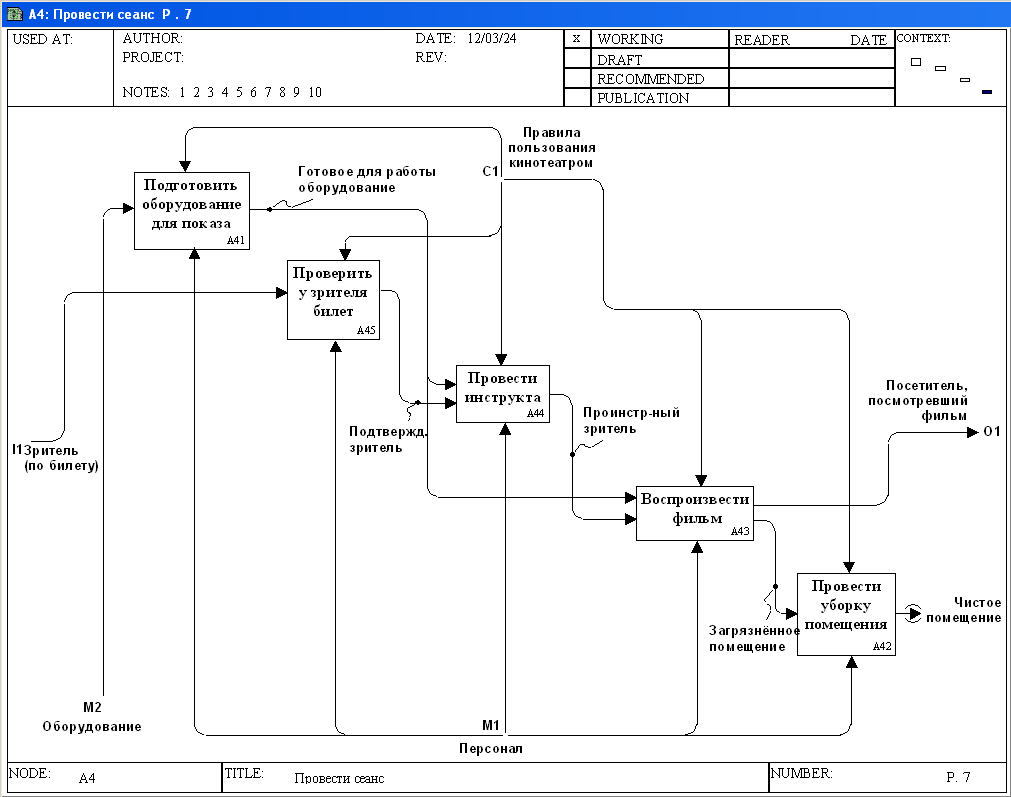 A4: Провести сеанс P . 7
USED AT:
AUTHOR:
DATE: 12/03/24
PROJECT:
REV:
NOTES: 1 2 3 4 5 6 7 8 9 10
X
WORKING
DRAFT
RECOMMENDED
PUBLICATION
READER
DATE
CONTEXT:
Правила
пользования
кинотеатром
C1
Готовое для работы
оборудование
Подготовить
оборудование
для показа
A41
Проверить
у зрителя
билет
A45
Провести
инструкта
A44
Подтвержд.
зритель
Проинстр-ный
зритель
Посетитель,
посмотревший
фильм
O1
I1 Зритель
(по билету)
Воспроизвести
фильм
A43
Провести
уборку
помещения
A42
Чистое
помещение
Загрязнённое
помещение
M2
Оборудование
M1
Персонал
NODE: A4
TITLE: Провести сеанс
NUMBER: P. 7